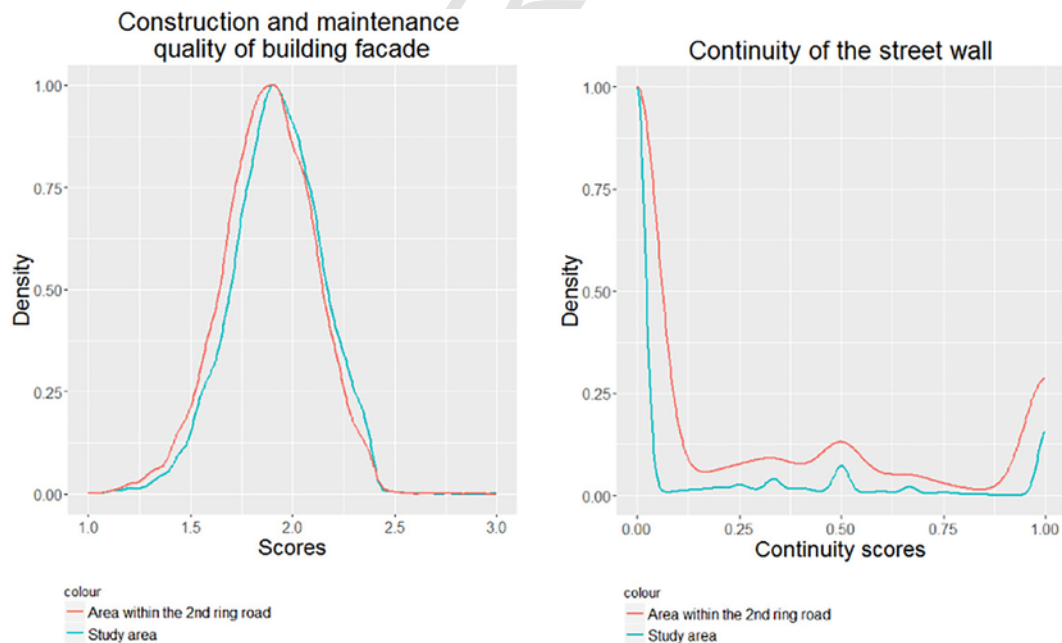 Construction and maintenance
quality of building facade
1.00
0.75
0.50
0.25
0.00
Density
1.0
1.5
2.0
2.5
3.0
Scores
colour
Area within the 2nd ring road
Study area
Continuity of the street wall
1.00
0.75
0.50
0.25
0.00
Density
0.00
0.25
0.50
0.75
1.00
Continuity scores
colour
Area within the 2nd ring road
Study area